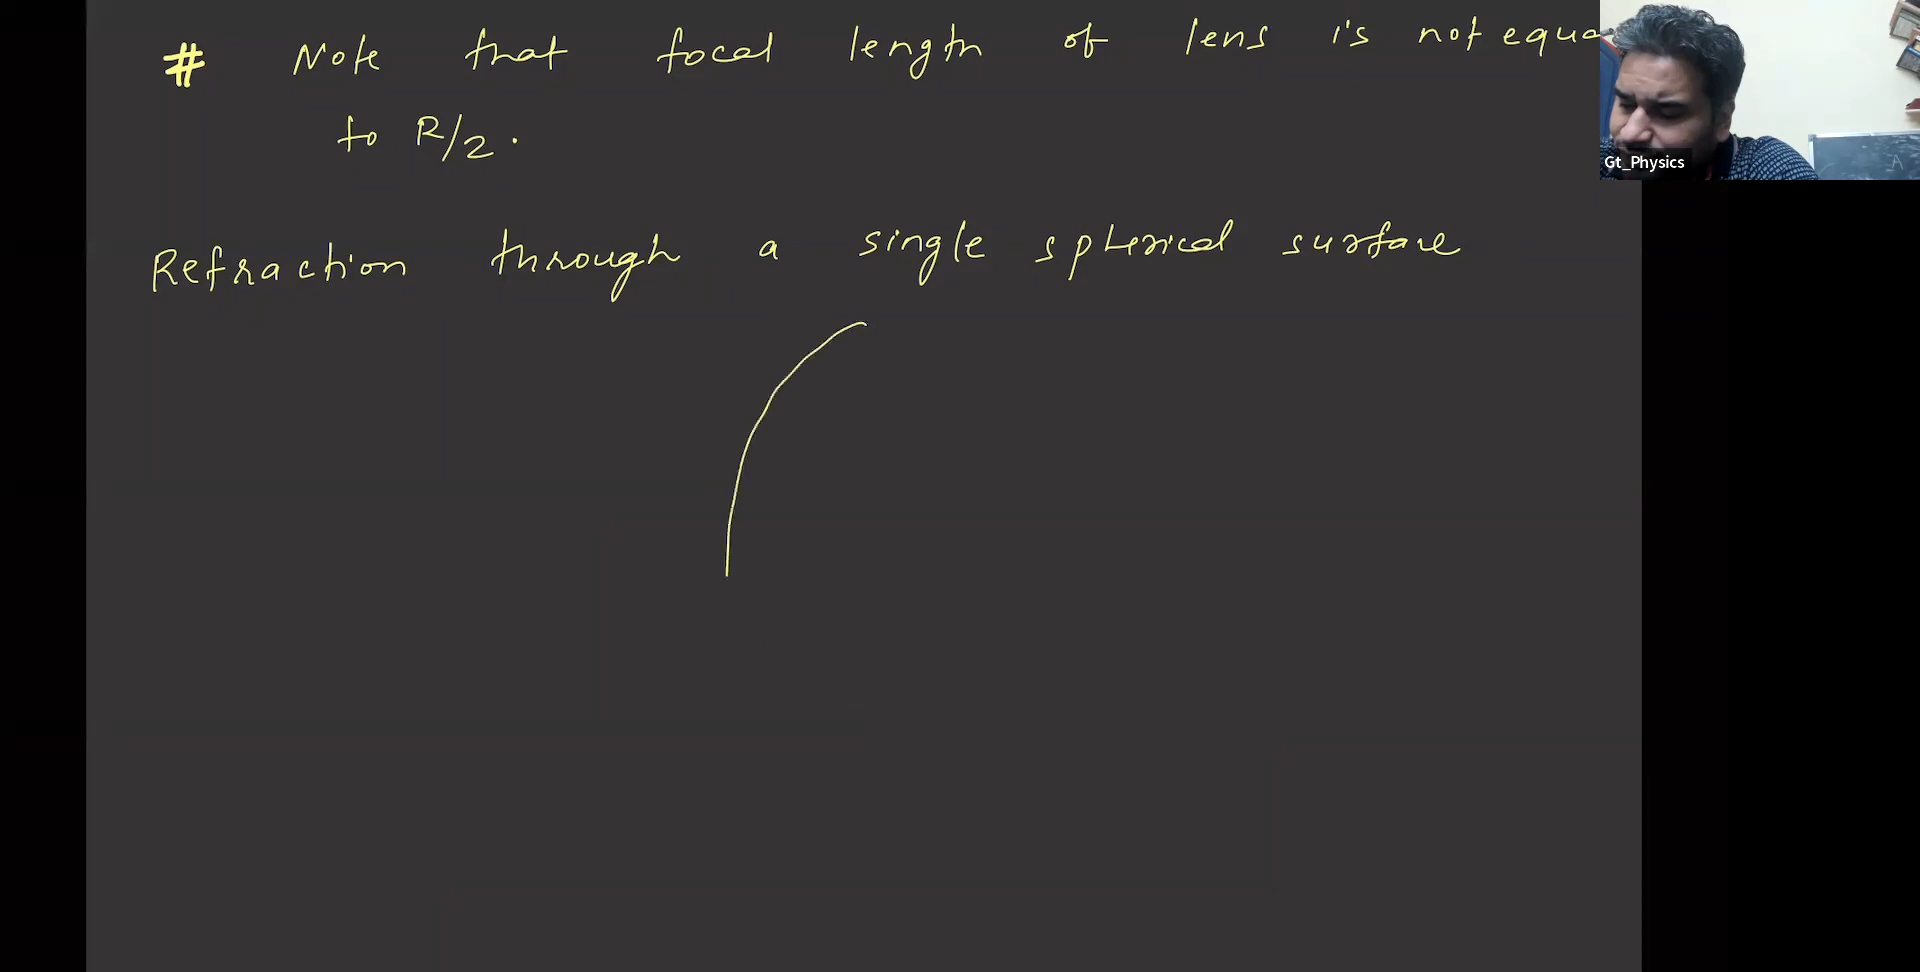 # Note that focal length of lens is not equa
to R/2.
Gt_Physics
Refraction through a single spherical surface